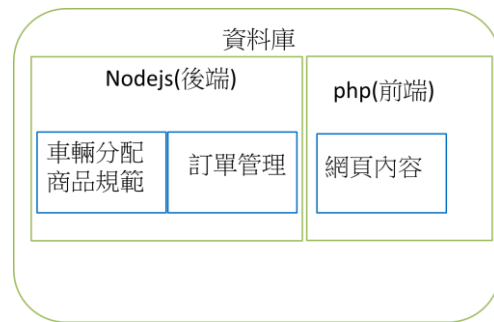 資料庫
Nodejs(後端)
php(前端)
車輛分配
商品規範
訂單管理
網頁內容